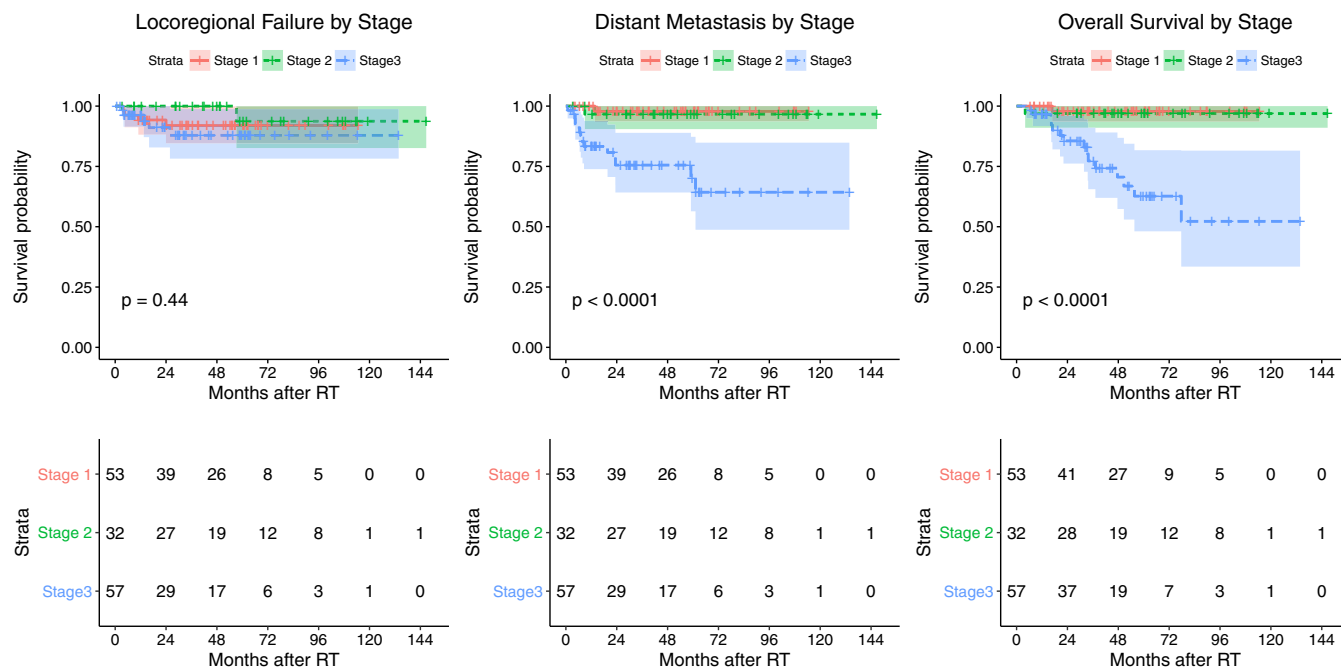 Locoregional Failure by Stage
Strata Stage 1 Stage 2 Stage3
Survival probability
1.00
0.75
0.50
0.25
0.00
p = 0.44
0 24 48 72 96 120 144
Months after RT
Distant Metastasis by Stage
Strata Stage 1 Stage 2 Stage3
Survival probability
1.00
0.75
0.50
0.25
0.00
p < 0.0001
0 24 48 72 96 120 144
Months after RT
Overall Survival by Stage
Strata Stage 1 Stage 2 Stage3
Survival probability
1.00
0.75
0.50
0.25
0.00
p < 0.0001
0 24 48 72 96 120 144
Months after RT
Strata
Stage 1 53 39 26 8 5 0 0
Stage 2 32 27 19 12 8 1 1
Stage3 57 29 17 6 3 1 0
0 24 48 72 96 120 144
Months after RT
Strata
Stage 1 53 39 26 8 5 0 0
Stage 2 32 27 19 12 8 1 1
Stage3 57 29 17 6 3 1 0
0 24 48 72 96 120 144
Months after RT
Strata
Stage 1 53 41 27 9 5 0 0
Stage 2 32 28 19 12 8 1 1
Stage3 57 37 19 7 3 1 0
0 24 48 72 96 120 144
Months after RT